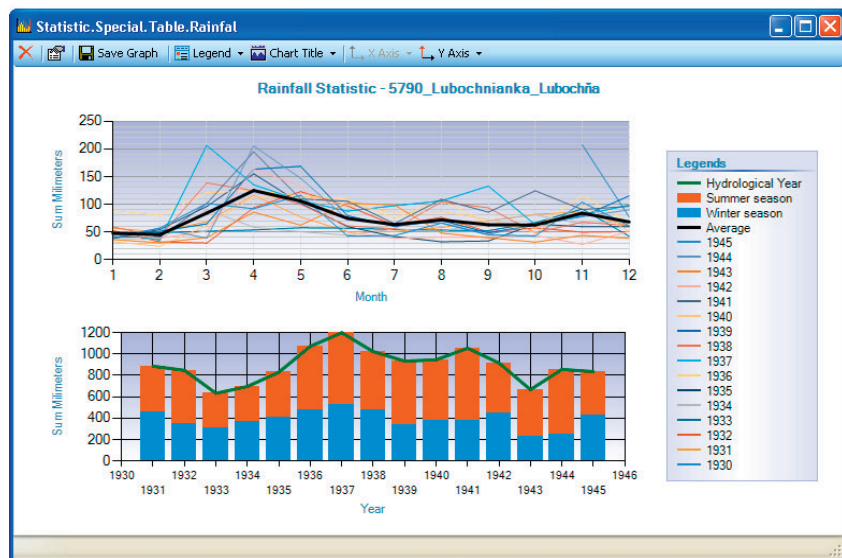 Statistic.Special.Table.Rainfal
Save Graph Legend Chart Title X Axis Y Axis
Rainfall Statistic - 5790_Lubochnianka_Lubochňa
Sum Milimeters
250
200
150
100
50
0
1 2 3 4 5 6 7 8 9 10 11 12
Month
Sum Milimeters
1200
1000
800
600
400
200
0
1930 1932 1933 1934 1935 1936 1937 1938 1939 1940 1941 1942 1943 1944 1946
1931 1945
Year
Legends
Hydrological Year
Summer season
Winter season
Average
1945
1944
1943
1942
1941
1940
1939
1938
1937
1936
1935
1934
1933
1932
1931
1930